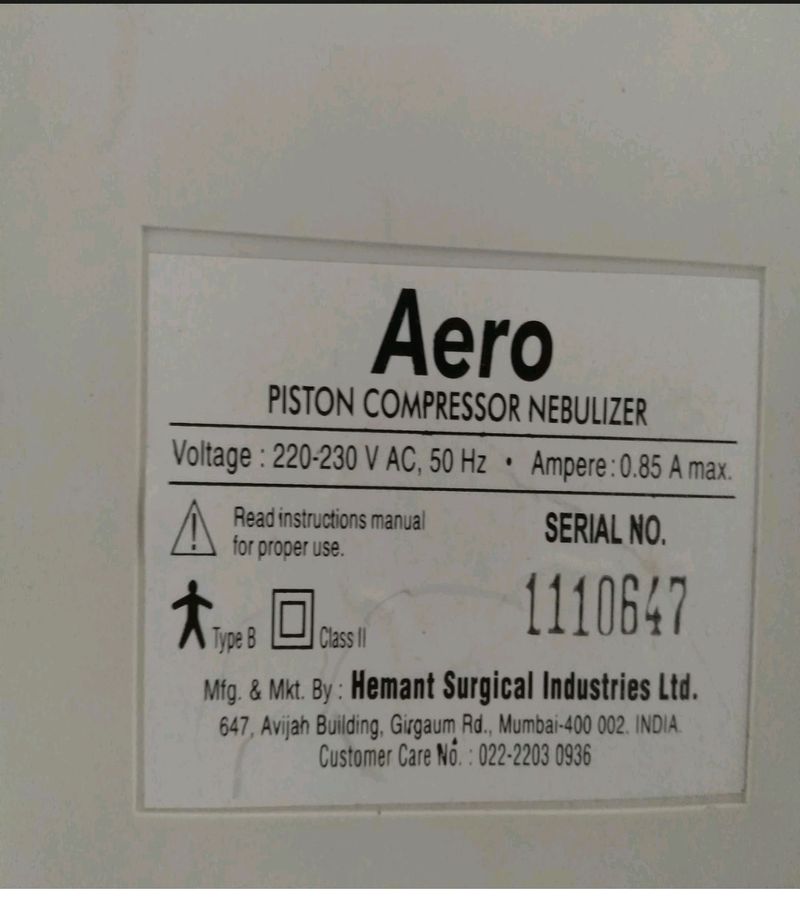 Aero
PISTON COMPRESSOR NEBULIZER
Voltage : 220-230 V AC, 50 Hz • Ampere : 0.85 A max.
Read instructions manual
for proper use.
SERIAL NO.
1110647
Type B Class II
Mfg. & Mkt. By : Hemant Surgical Industries Ltd.
647, Avijah Building, Girgaum Rd., Mumbai-400 002. INDIA.
Customer Care No. : 022-2203 0936